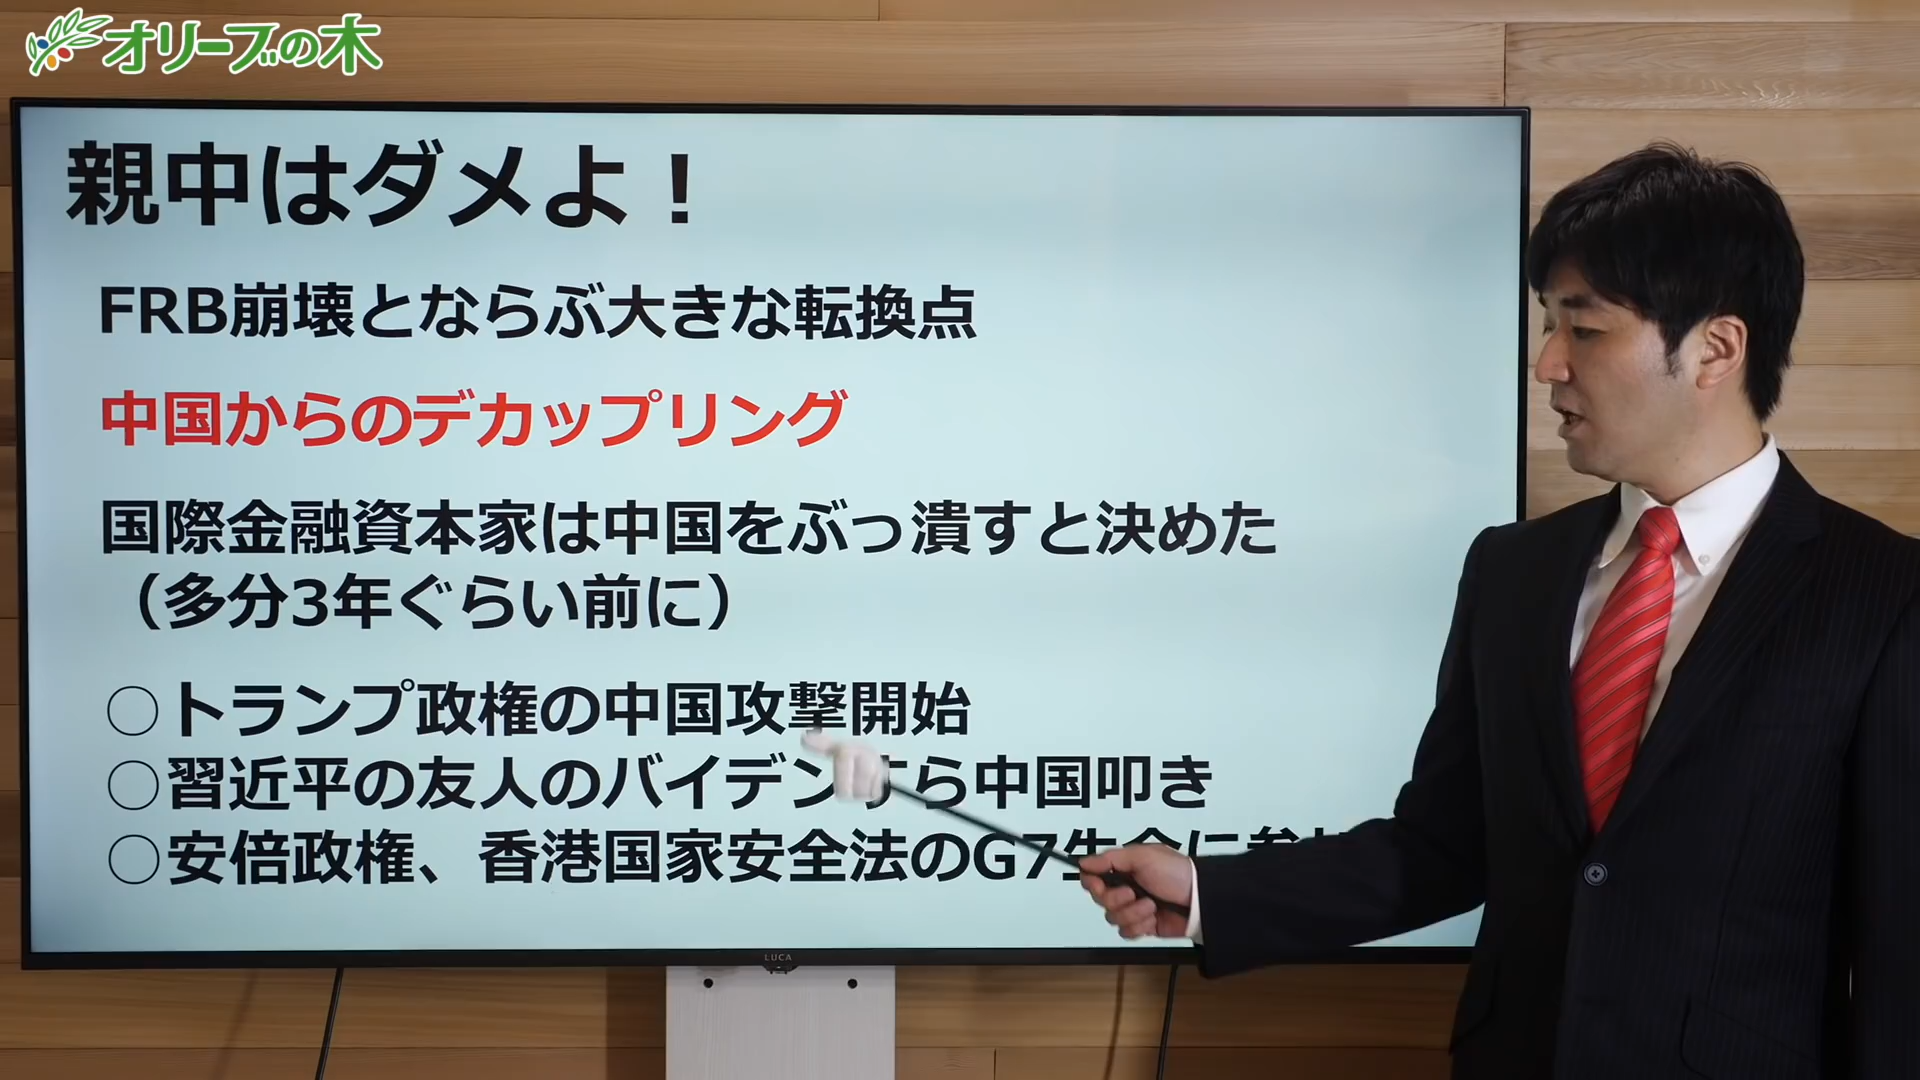 オリーブの木
親中はダメよ！
FRB崩壊とならぶ大きな転換点
中国からのデカップリング
国際金融資本家は中国をぶっ潰すと決めた
（多分3年ぐらい前に）
○トランプ政権の中国攻撃開始
○習近平の友人のバイデンすら中国叩き
○安倍政権、香港国家安全法のG7
LUCA